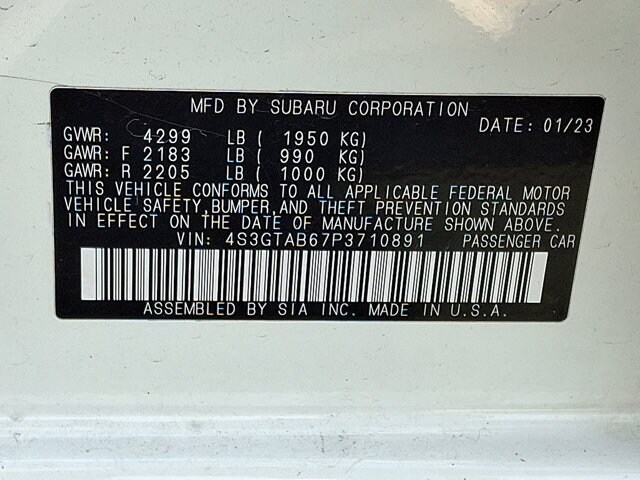 MFD BY SUBARU CORPORATION
DATE: 01/23
GVWR: 4299 LB ( 1950 KG)
GAWR: F 2183 LB ( 990 KG)
GAWR: R 2205 LB ( 1000 KG)
THIS VEHICLE CONFORMS TO ALL APPLICABLE FEDERAL MOTOR
VEHICLE SAFETY,BUMPER,AND THEFT PREVENTION STANDARDS
IN EFFECT ON THE DATE OF MANUFACTURE SHOWN ABOVE.
VIN: 4S3GTAB67P3710891 PASSENGER CAR
ASSEMBLED BY SIA INC. MADE IN U.S.A.